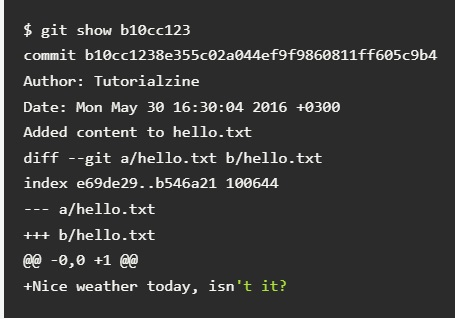 $ git show b10cc123
commit b10cc1238e355c02a044ef9f9860811ff605c9b4
Author: Tutorialzine
Date: Mon May 30 16:30:04 2016 +0300
Added content to hello.txt
diff --git a/hello.txt b/hello.txt
index e69de29..b546a21 100644
--- a/hello.txt
+++ b/hello.txt
@@ -0,0 +1 @@
+Nice weather today, isn't it?